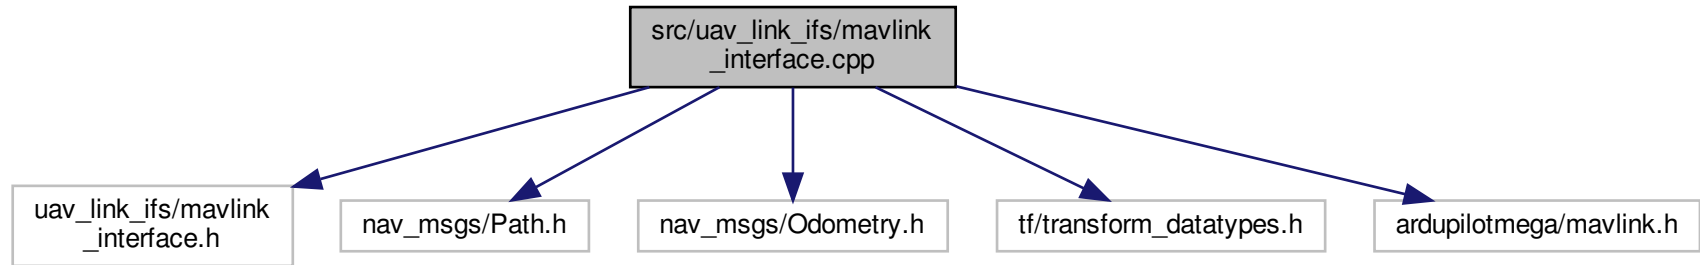 src/uav_link_ifs/mavlink
_interface.cpp
uav_link_ifs/mavlink
_interface.h
nav_msgs/Path.h
nav_msgs/Odometry.h
tf/transform_datatypes.h
ardupilotmega/mavlink.h